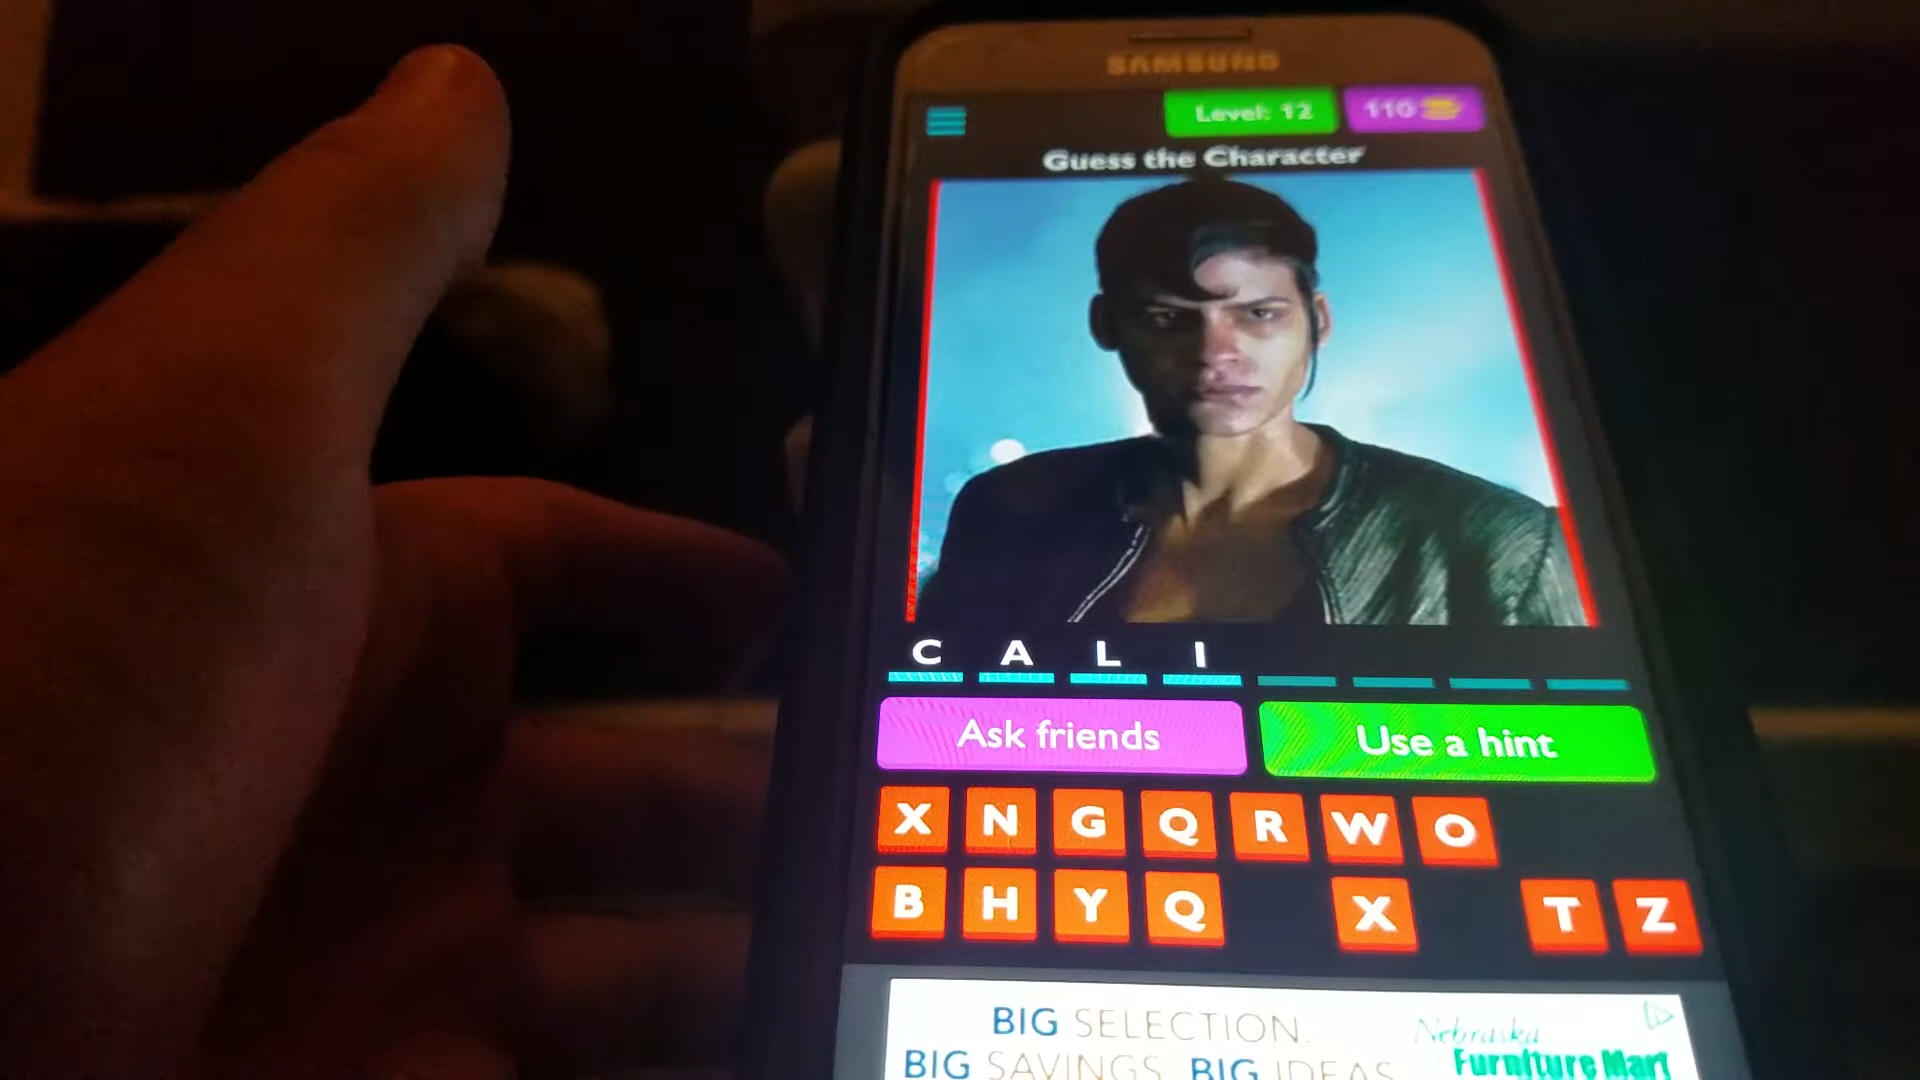 SAMSUNG
Level: 12
110
Guess the Character
C A L I
Ask friends
Use a hint
X N G Q R W O
B H Y Q X T Z
BIG SELECTION.
BIG SAVINGS. BIG IDEAS.
Nebraska
Furniture Mart